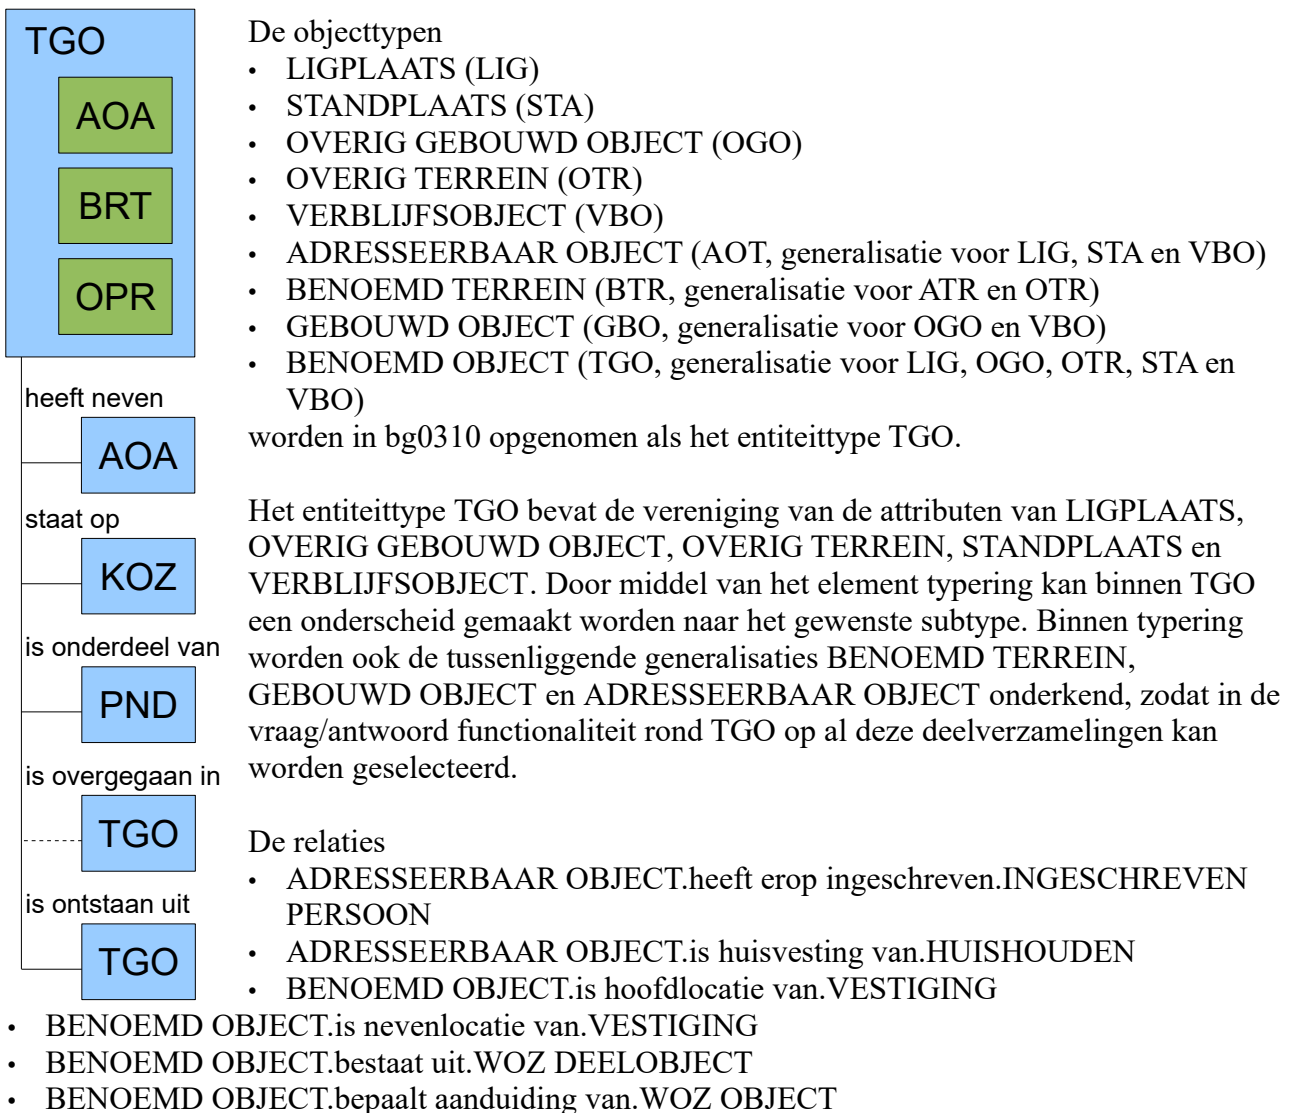 TGO
AOA
BRT
OPR
heeft neven
AOA
staat op
KOZ
is onderdeel van
PND
is overgegaan in
TGO
is ontstaan uit
TGO
De objecttypen
• LIGPLAATS (LIG)
• STANDPLAATS (STA)
• OVERIG GEBOUWD OBJECT (OGO)
• OVERIG TERREIN (OTR)
• VERBLIJFSOBJECT (VBO)
• ADRESSEERBAAR OBJECT (AOT, generalisatie voor LIG, STA en VBO)
• BENOEMD TERREIN (BTR, generalisatie voor ATR en OTR)
• GEBOUWD OBJECT (GBO, generalisatie voor OGO en VBO)
• BENOEMD OBJECT (TGO, generalisatie voor LIG, OGO, OTR, STA en
VBO)
worden in bg0310 opgenomen als het entiteittype TGO.
Het entiteittype TGO bevat de vereniging van de attributen van LIGPLAATS,
OVERIG GEBOUWD OBJECT, OVERIG TERREIN, STANDPLAATS en
VERBLIJFSOBJECT. Door middel van het element typering kan binnen TGO
een onderscheid gemaakt worden naar het gewenste subtype. Binnen typering
worden ook de tussenliggende generalisaties BENOEMD TERREIN,
GEBOUWD OBJECT en ADRESSEERBAAR OBJECT onderkend, zodat in de
vraag/antwoord functionaliteit rond TGO op al deze deelverzamelingen kan
worden geselecteerd.
De relaties
• ADRESSEERBAAR OBJECT.heeft erop ingeschreven.INGESCHREVEN
PERSOON
• ADRESSEERBAAR OBJECT.is huisvesting van.HUISHOUDEN
• BENOEMD OBJECT.is hoofdlocatie van.VESTIGING
• BENOEMD OBJECT.is nevenlocatie van.VESTIGING
• BENOEMD OBJECT.bestaat uit.WOZ DEELOBJECT
• BENOEMD OBJECT.bepaalt aanduiding van.WOZ OBJECT